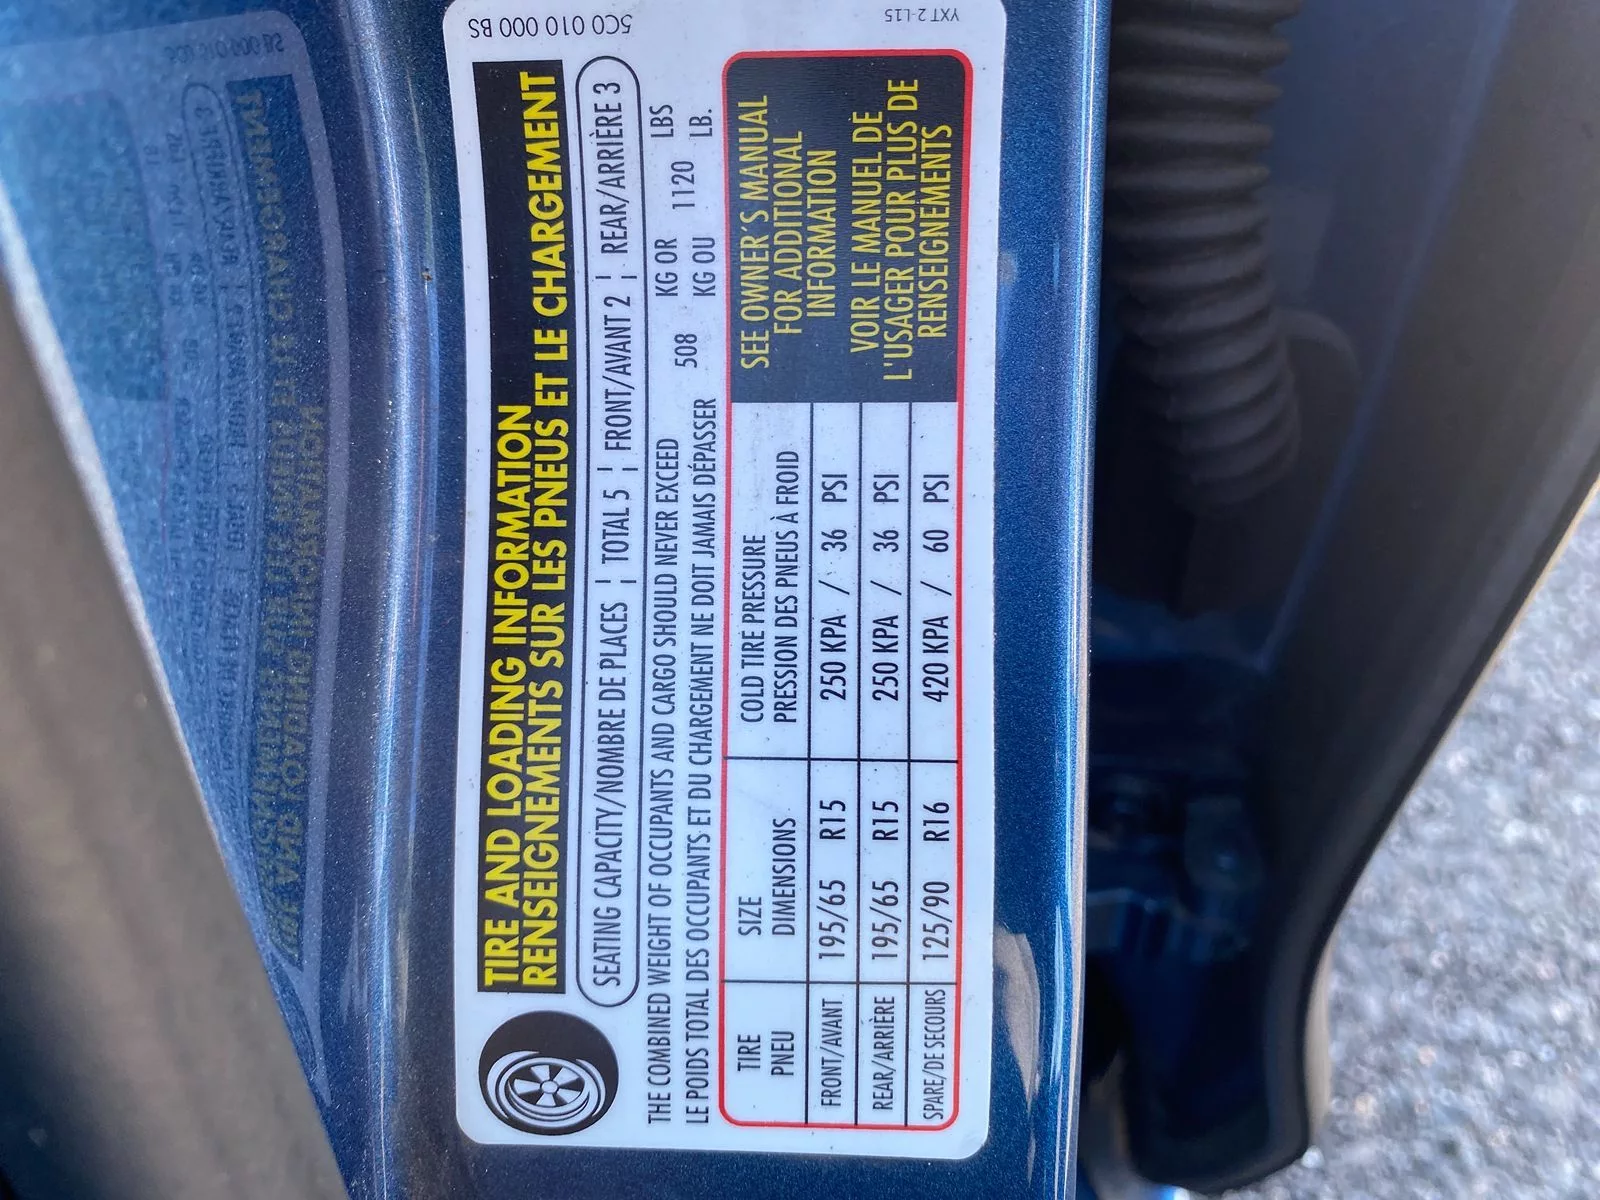 5C0 010 000 BS
YXT 2-L15
TIRE AND LOADING INFORMATION
RENSEIGNEMENTS SUR LES PNEUS ET LE CHARGEMENT
SEATING CAPACITY/NOMBRE DE PLACES ¦ TOTAL 5 ¦ FRONT/AVANT 2 ¦ REAR/ARRIÈRE 3
THE COMBINED WEIGHT OF OCCUPANTS AND CARGO SHOULD NEVER EXCEED 508 KG OR 1120 LBS
LE POIDS TOTAL DES OCCUPANTS ET DU CHARGEMENT NE DOIT JAMAIS DÉPASSER KG OU LB.
TIRE SIZE COLD TIRE PRESSURE
PNEU DIMENSIONS PRESSION DES PNEUS À FROID
FRONT/AVANT 195/65 R15 250 KPA / 36 PSI
REAR/ARRIÈRE 195/65 R15 250 KPA / 36 PSI
SPARE/DE SECOURS 125/90 R16 420 KPA / 60 PSI
SEE OWNER'S MANUAL
FOR ADDITIONAL
INFORMATION
VOIR LE MANUEL DE
L'USAGER POUR PLUS DE
RENSEIGNEMENTS